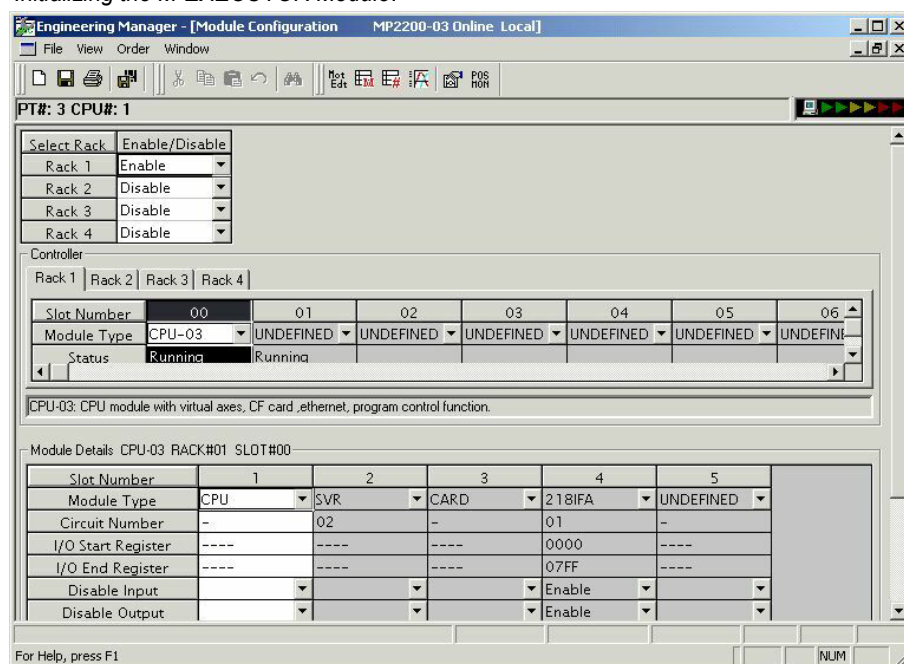 Engineering Manager - [Module Configuration MP2200-03 Online Local]
File View Order Window
PT#: 3 CPU#: 1
Select Rack Enable/Disable
Rack 1 Enable
Rack 2 Disable
Rack 3 Disable
Rack 4 Disable
Controller
Rack 1 Rack 2 Rack 3 Rack 4
Slot Number 00 01 02 03 04 05 06
Module Type CPU-03 UNDEFINED UNDEFINED UNDEFINED UNDEFINED UNDEFINED UNDEFINE
Status Running Running
CPU-03: CPU module with virtual axes, CF card ,ethernet, program control function.
Module Details CPU-03 RACK#01 SLOT#00
Slot Number 1 2 3 4 5
Module Type CPU SVR CARD 218IFA UNDEFINED
Circuit Number - 02 - 01 -
I/O Start Register ---- ---- ---- 0000 ----
I/O End Register ---- ---- ---- 07FF ----
Disable Input Enable
Disable Output Enable
For Help, press F1 NUM